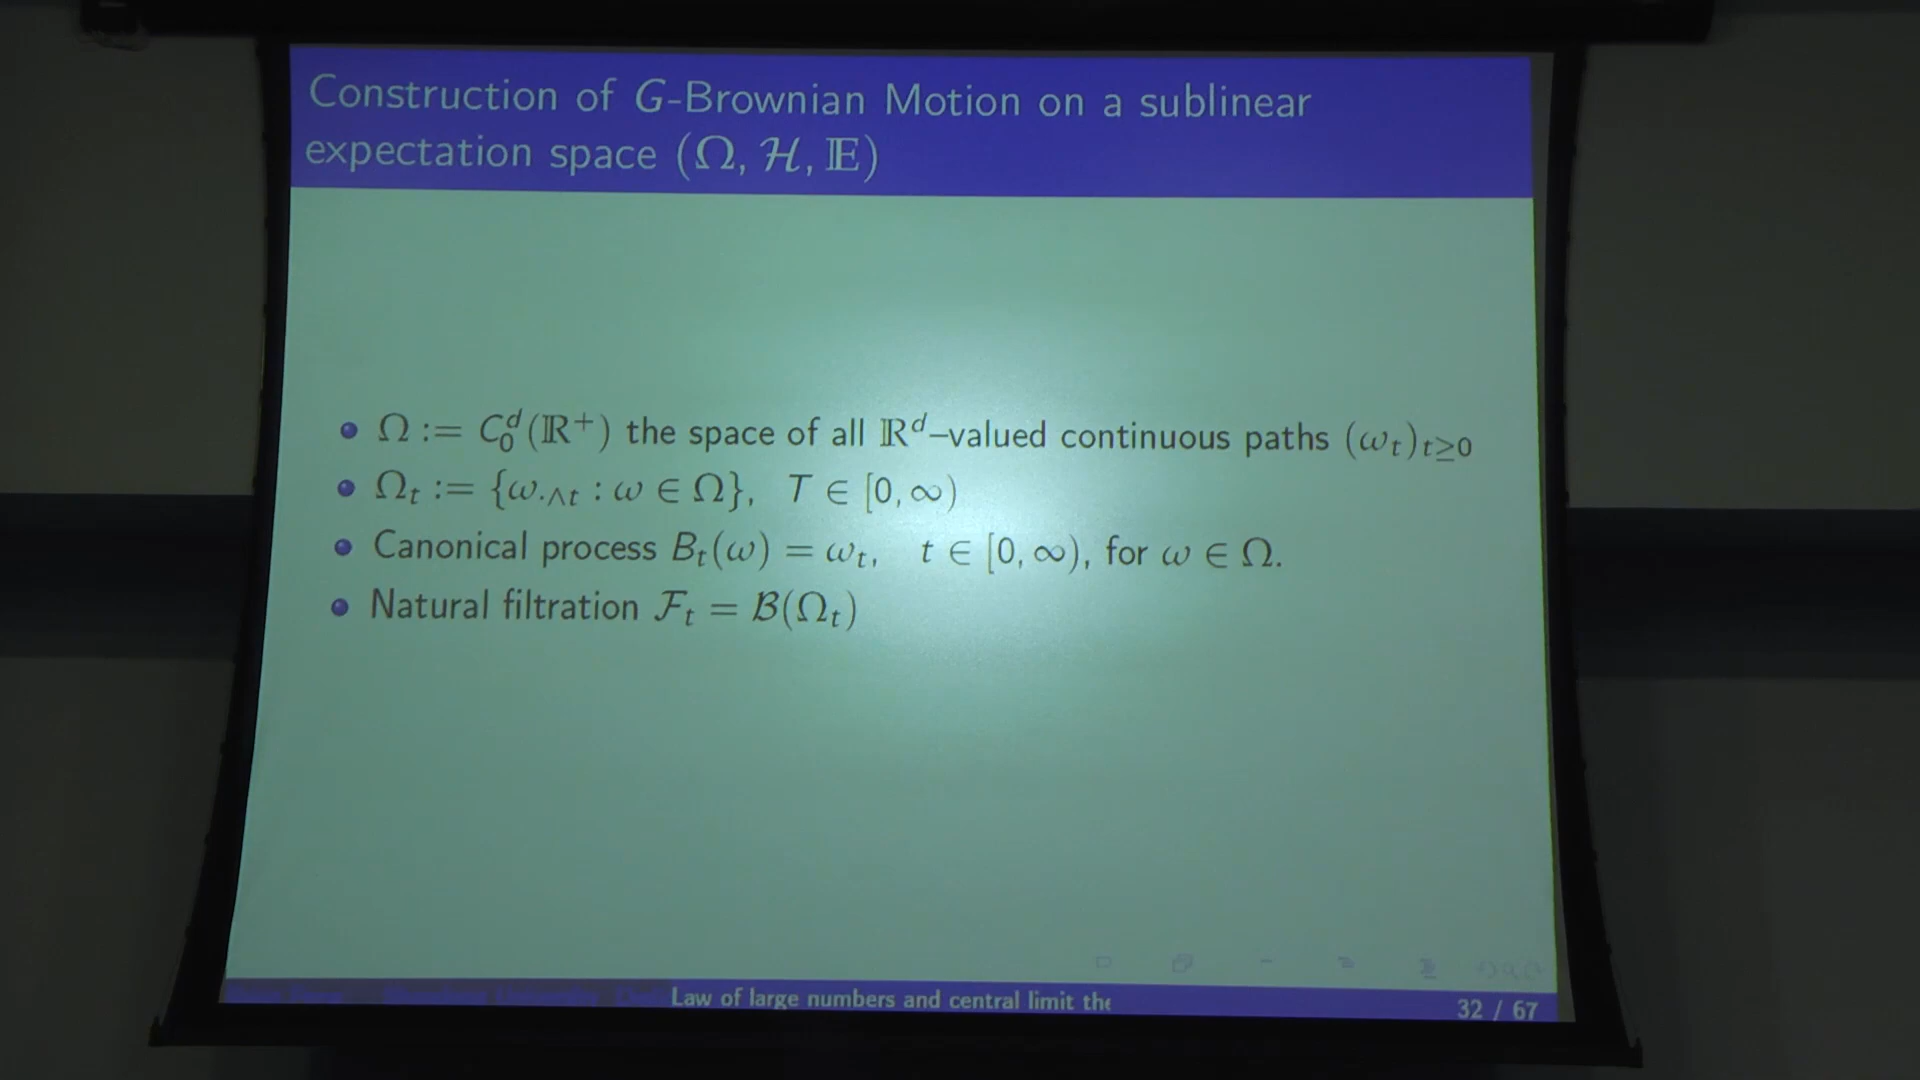 Construction of G-Brownian Motion on a sublinear
expectation space (Ω, ℋ, 𝔼)
Ω := C₀ᵈ(ℝ⁺) the space of all ℝᵈ–valued continuous paths (ωₜ)ₜ≥₀
Ωₜ := {ω.∧ₜ : ω ∈ Ω}, T ∈ [0, ∞)
Canonical process Bₜ(ω) = ωₜ, t ∈ [0, ∞), for ω ∈ Ω.
Natural filtration ℱₜ = ℬ(Ωₜ)
Law of large numbers and central limit the
32 / 67